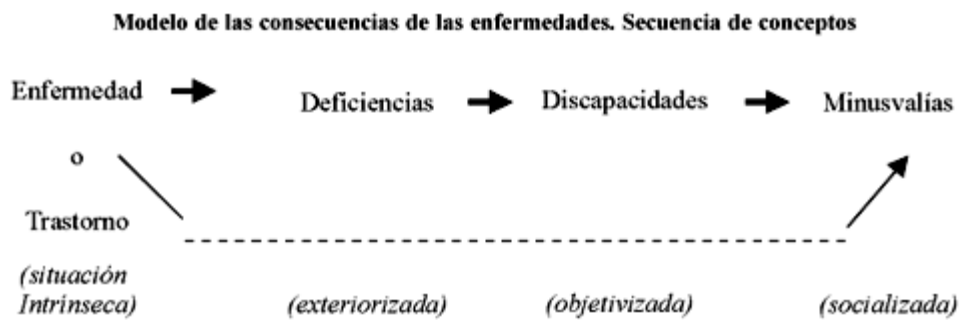 Modelo de las consecuencias de las enfermedades. Secuencia de conceptos
Enfermedad
Deficiencias
Discapacidades
Minusvalías
o
Trastorno
(situación
Intrínseca)
(exteriorizada)
(objetivizada)
(socializada)